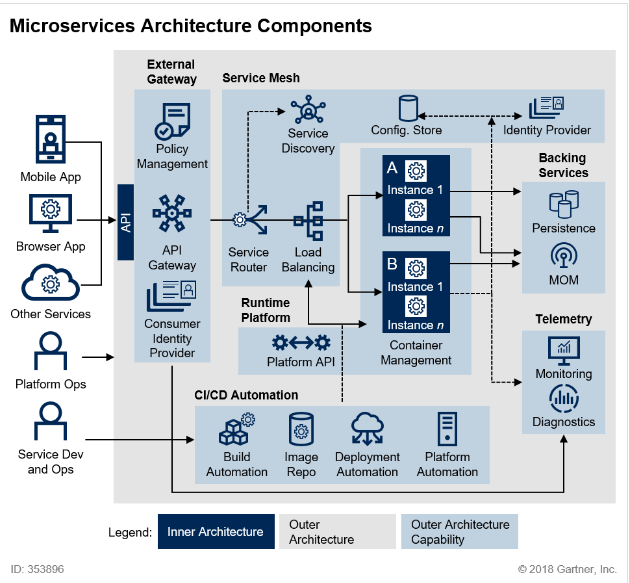 Microservices Architecture Components
External
Gateway
Service Mesh
Policy
Management
Service
Discovery
Config. Store
Identity Provider
Mobile App
Browser App
Other Services
API
API
Gateway
Service
Router
Load
Balancing
A
Instance 1
Instance n
B
Instance 1
Instance n
Container
Management
Backing
Services
Persistence
MOM
Consumer
Identity
Provider
Runtime
Platform
Platform API
Telemetry
Monitoring
Diagnostics
Platform Ops
Service Dev
and Ops
CI/CD Automation
Build
Automation
Image
Repo
Deployment
Automation
Platform
Automation
Legend:
Inner Architecture
Outer
Architecture
Outer Architecture
Capability
ID: 353896
© 2018 Gartner, Inc.